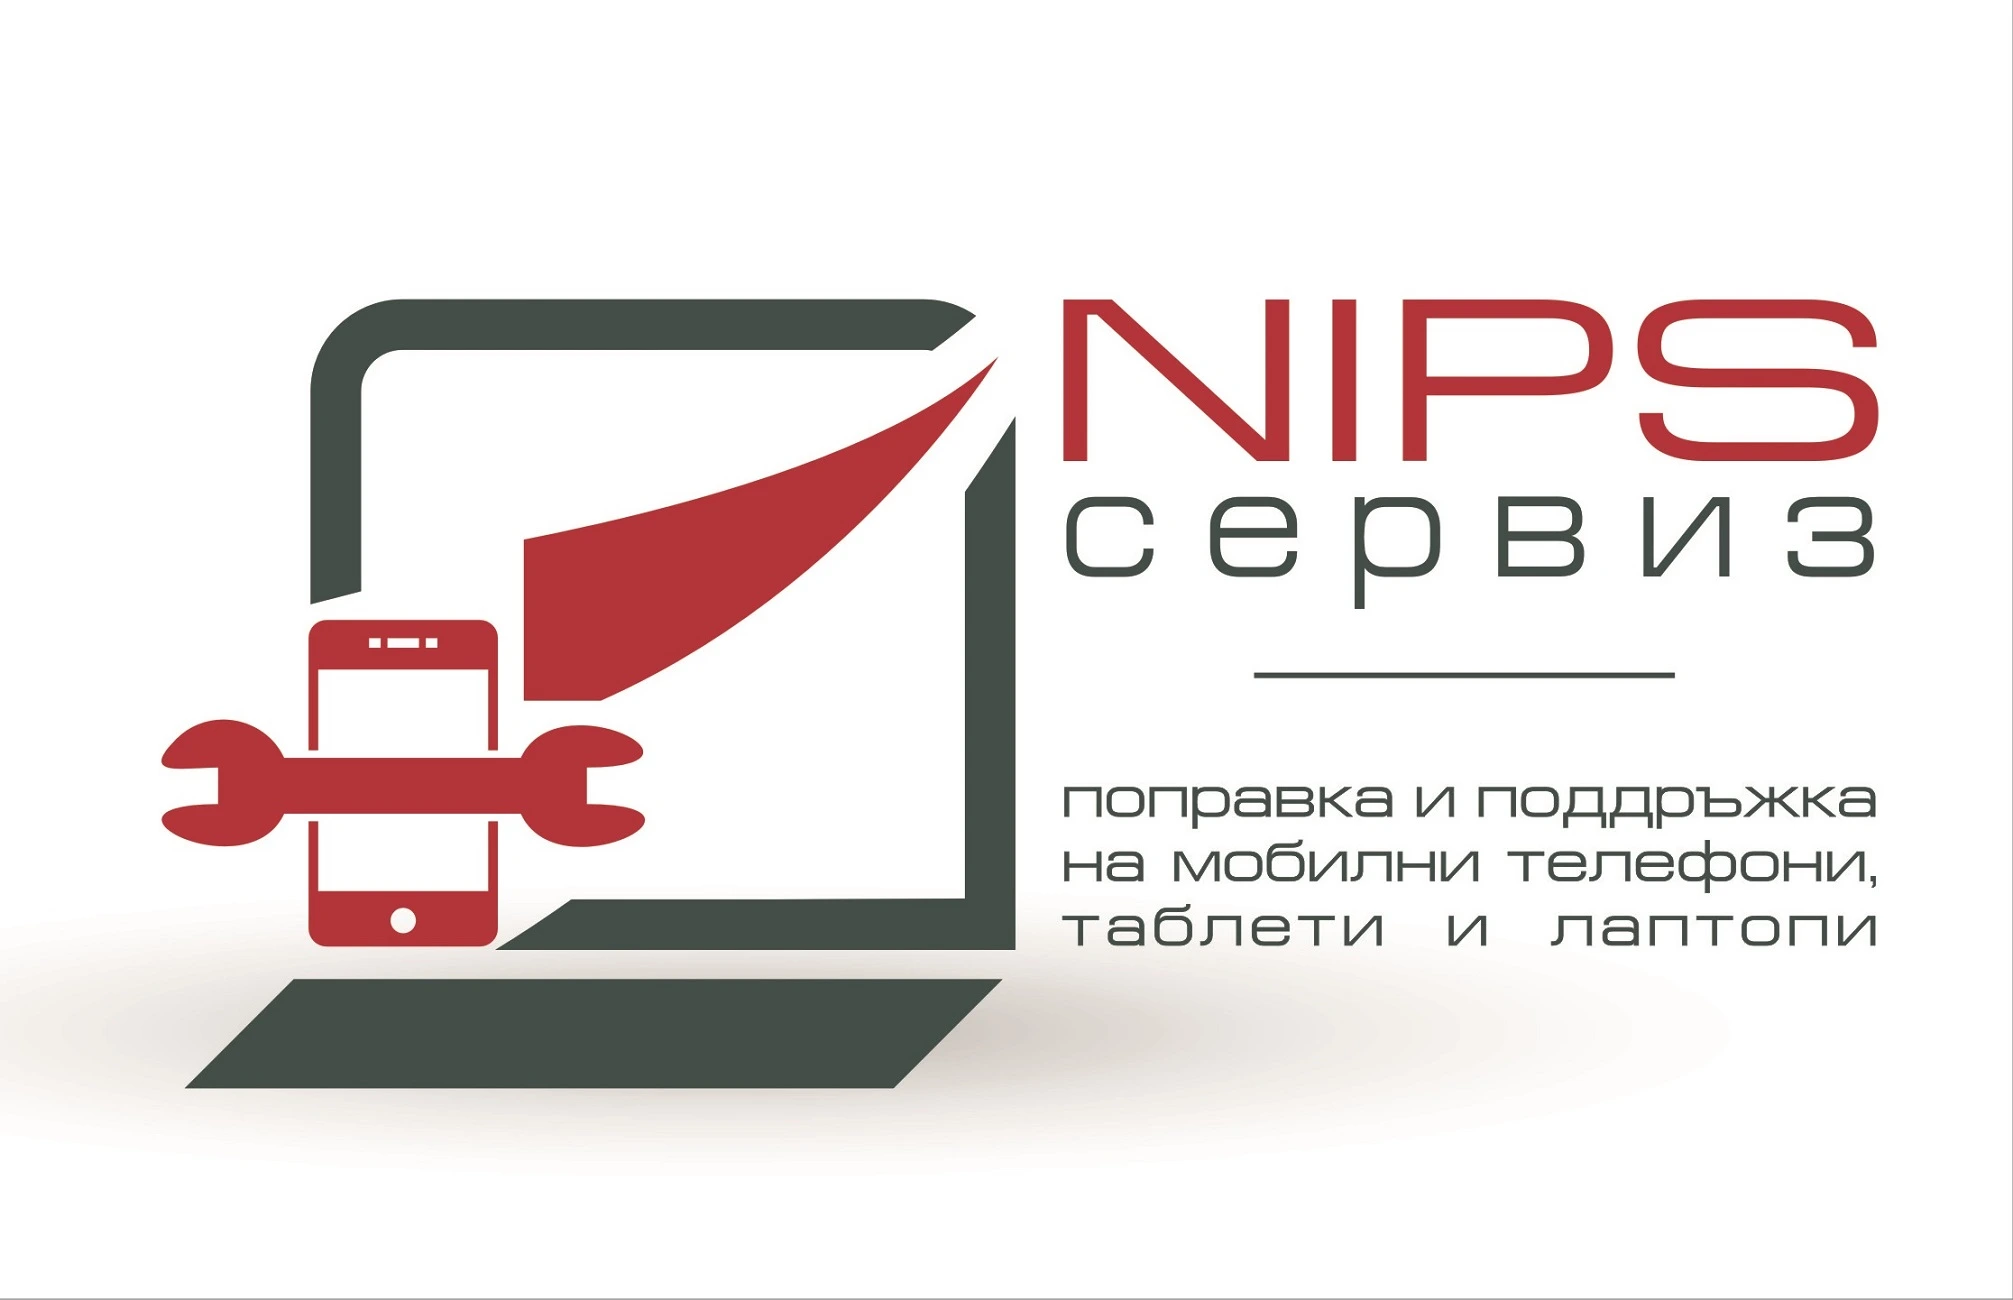 NIPS
сервиз
поправка и поддръжка
на мобилни телефони,
таблети и лаптопи